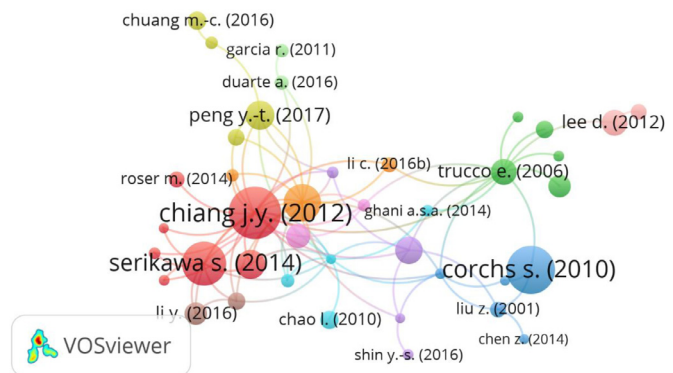 chuang m.-c. (2016)
garcia r. (2011)
duarte a. (2016)
peng y.-t. (2017)
lee d. (2012)
li c. (2016b)
trucco e. (2006)
roser m. (2014)
chiang j.y. (2012)
ghani a.s.a. (2014)
serikawa s. (2014)
corchs s. (2010)
li y. (2016)
chao l. (2010)
liu z. (2001)
chen z. (2014)
shin y.-s. (2016)
VOSviewer